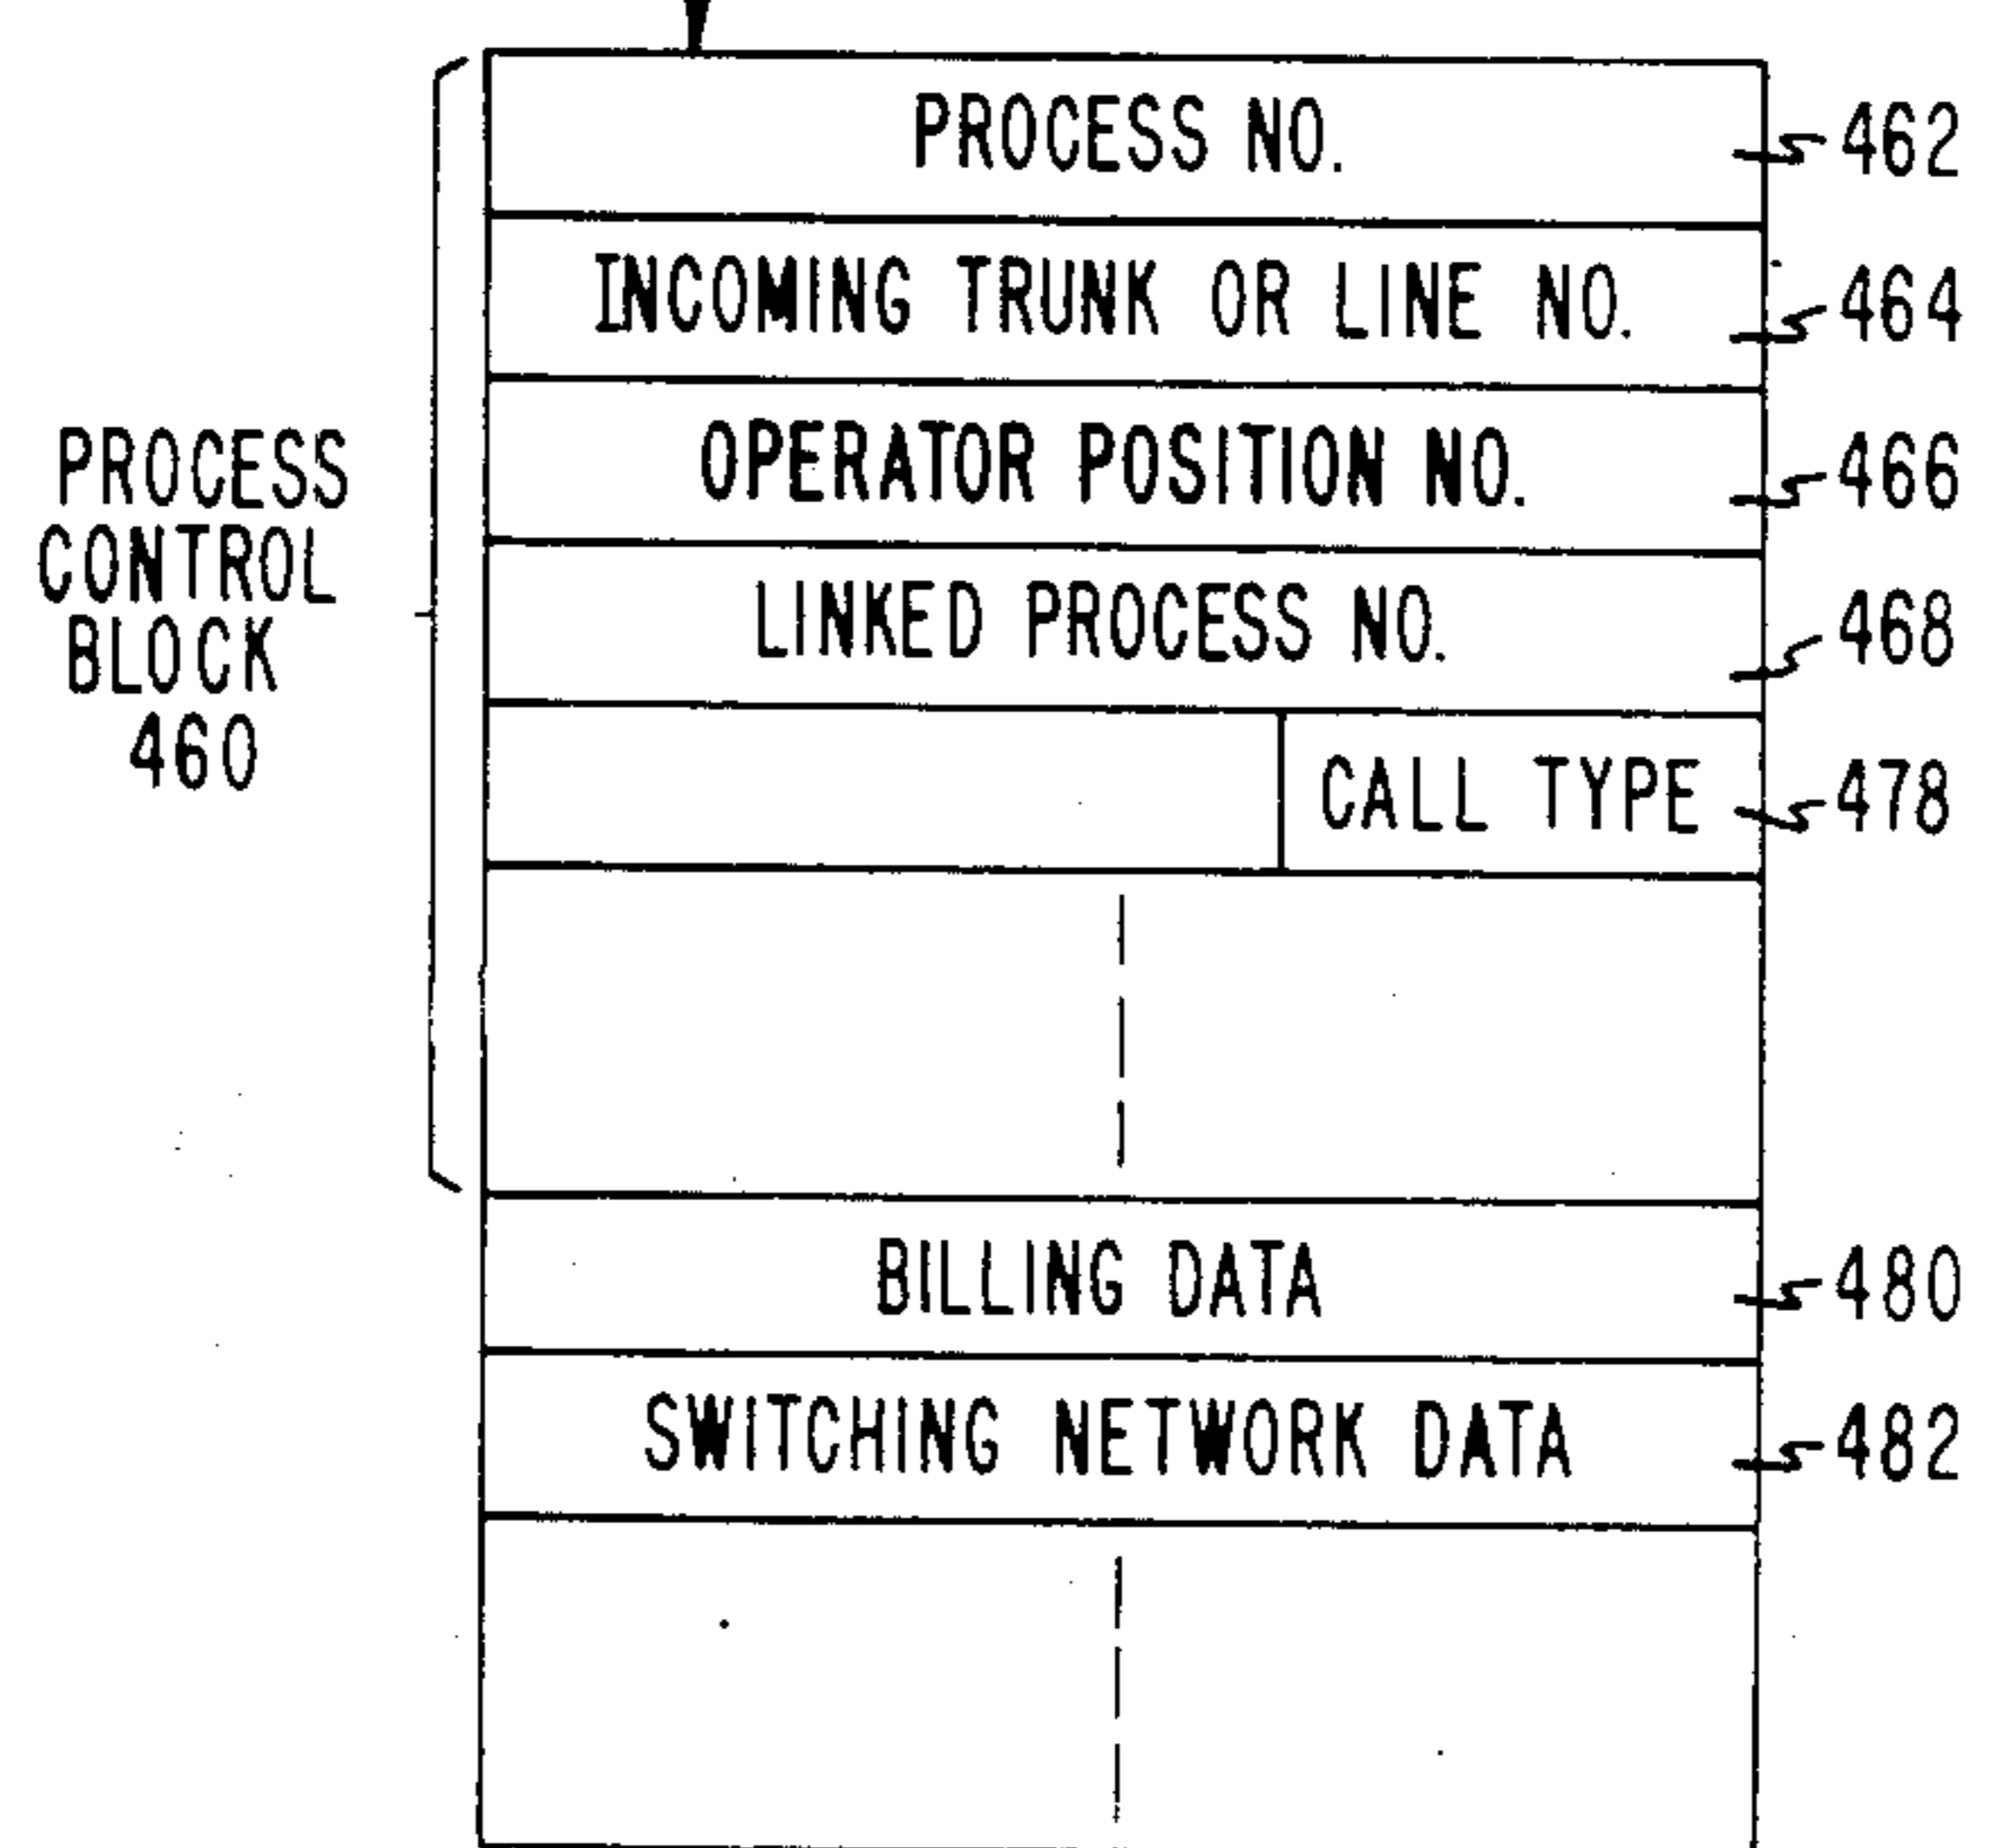 PROCESS NO.
462
INCOMING TRUNK OR LINE NO.
464
OPERATOR POSITION NO.
466
LINKED PROCESS NO.
468
PROCESS
CONTROL
BLOCK
460
CALL TYPE
478
BILLING DATA
480
SWITCHING NETWORK DATA
482